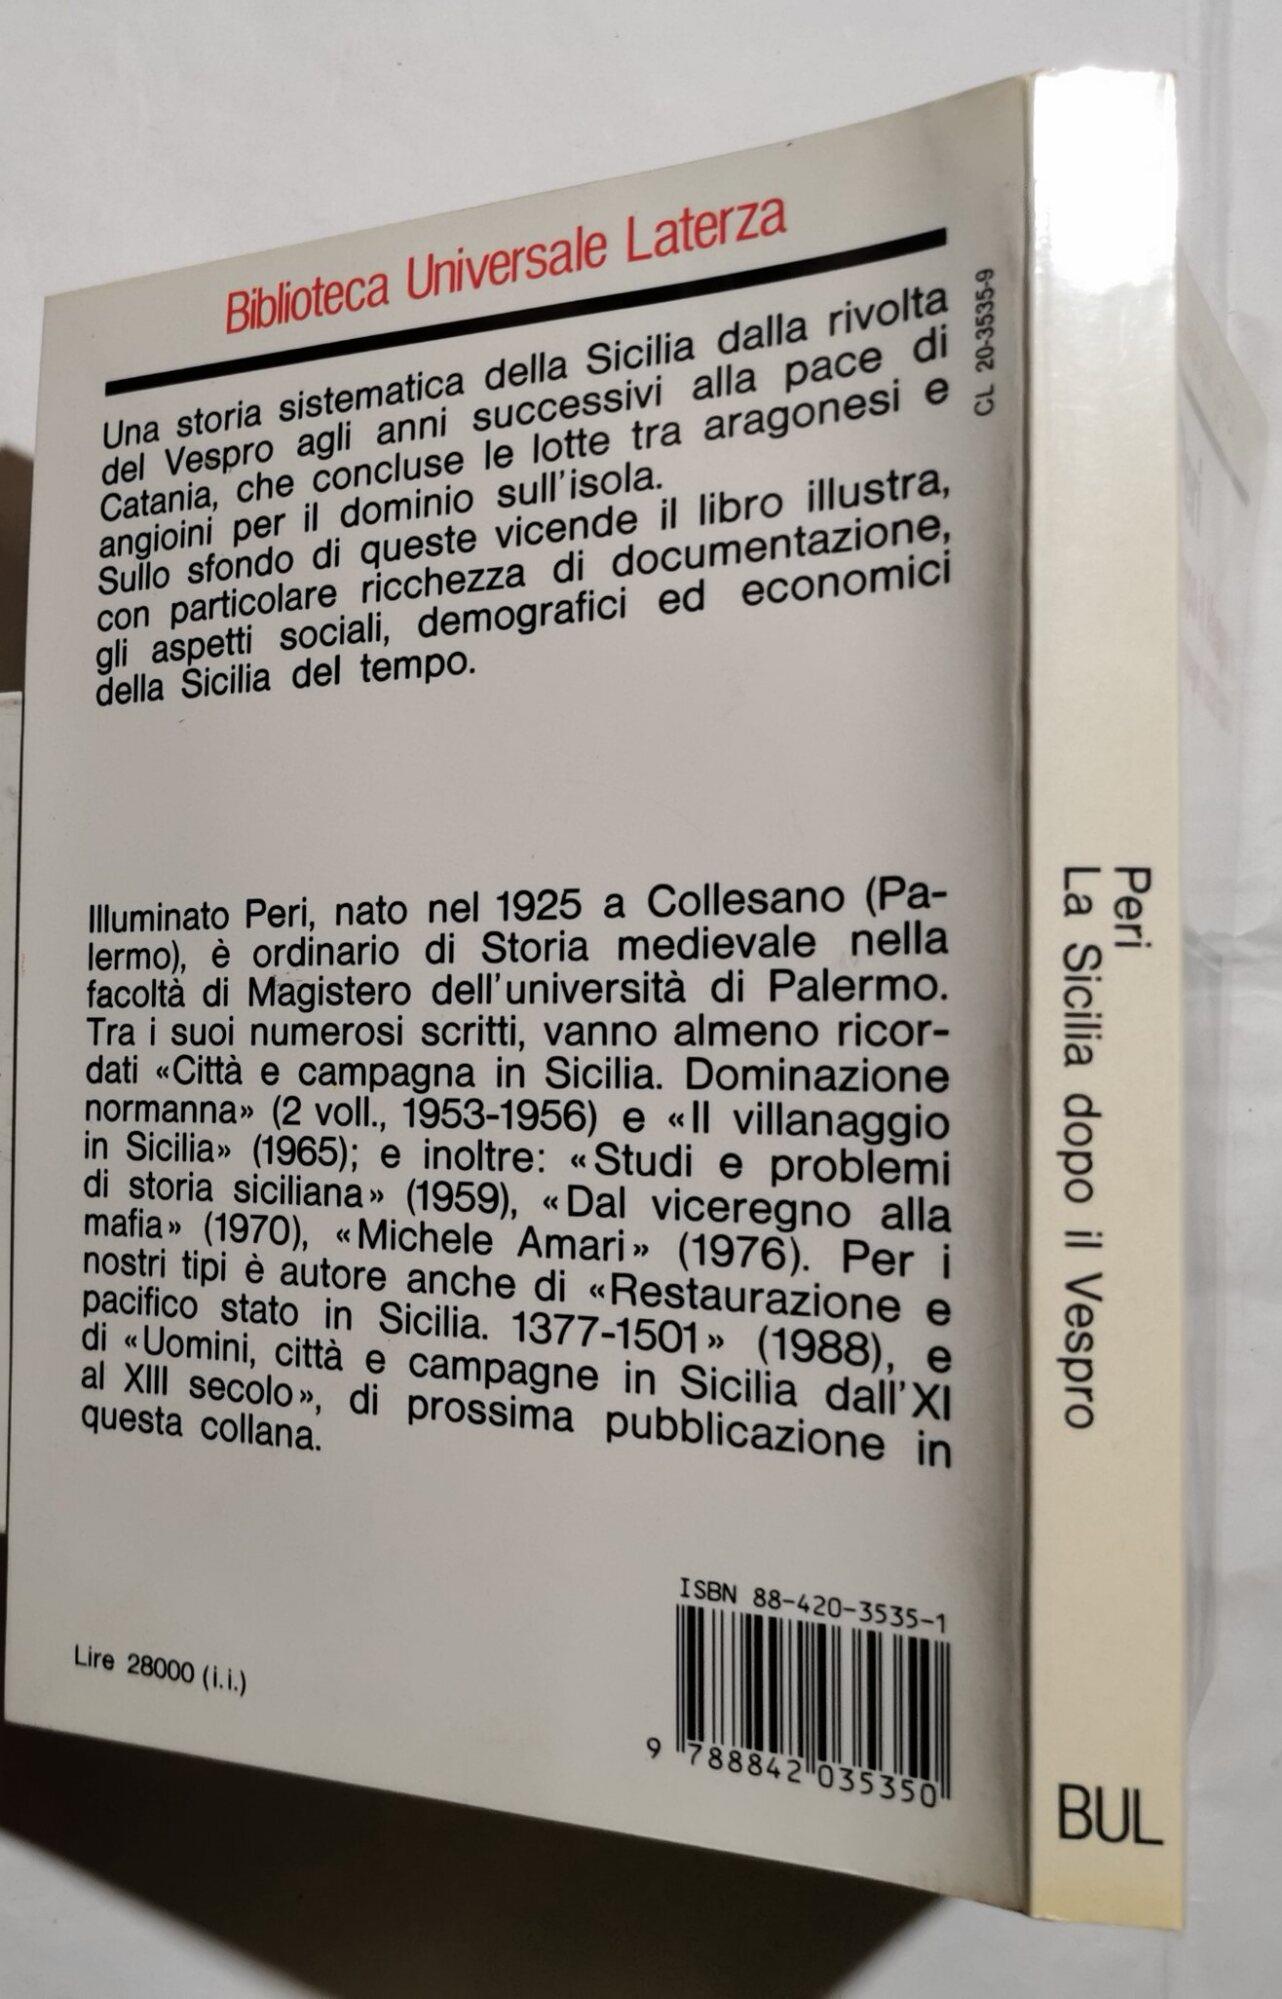 Biblioteca Universale Laterza
Una storia sistematica della Sicilia dalla rivolta
del Vespro agli anni successivi alla pace di
Catania, che concluse le lotte tra aragonesi e
angioini per il dominio sull'isola.
Sullo sfondo di queste vicende il libro illustra,
con particolare ricchezza di documentazione,
gli aspetti sociali, demografici ed economici
della Sicilia del tempo.
CL 20-3535-9
Illuminato Peri, nato nel 1925 a Collesano (Pa-
lermo), è ordinario di Storia medievale nella
facoltà di Magistero dell'università di Palermo.
Tra i suoi numerosi scritti, vanno almeno ricor-
dati «Città e campagna in Sicilia. Dominazione
normanna» (2 voll., 1953-1956) e «Il villanaggio
in Sicilia» (1965); e inoltre: «Studi e problemi
di storia siciliana» (1959), «Dal viceregno alla
mafia» (1970), «Michele Amari» (1976). Per i
nostri tipi è autore anche di «Restaurazione e
pacifico stato in Sicilia. 1377-1501» (1988), e
di «Uomini, città e campagne in Sicilia dall'XI
al XIII secolo», di prossima pubblicazione in
questa collana.
Lire 28000 (i.i.)
ISBN 88-420-3535-1
9 788842 035350
Peri
La Sicilia dopo il Vespro
BUL